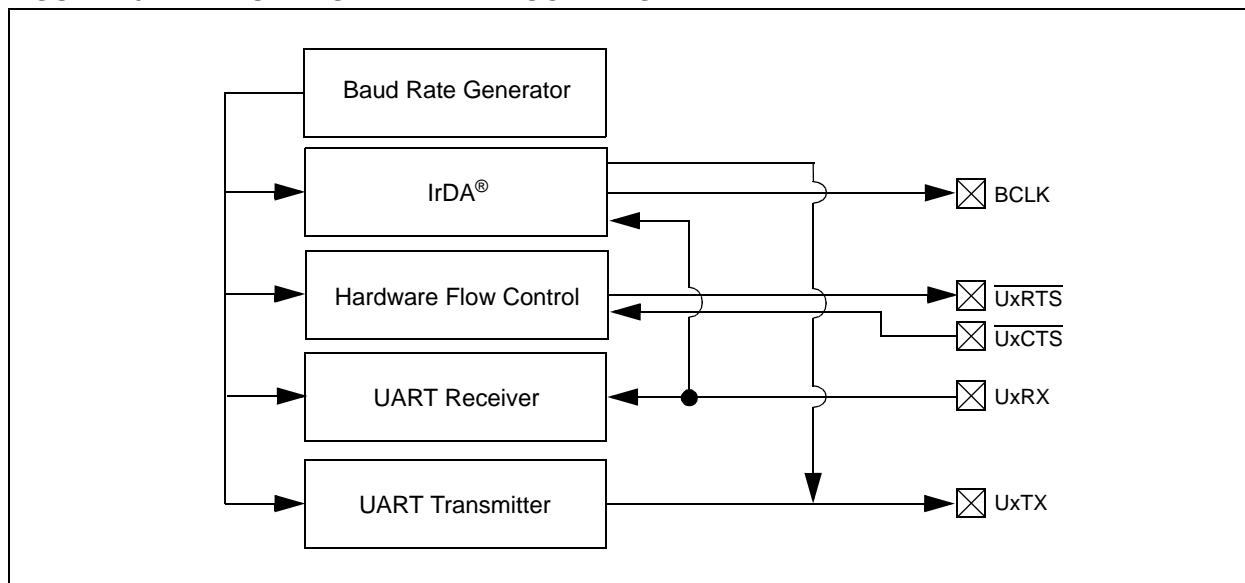 Baud Rate Generator
IrDA®
BCLK
Hardware Flow Control
UxRTS
UxCTS
UART Receiver
UxRX
UART Transmitter
UxTX